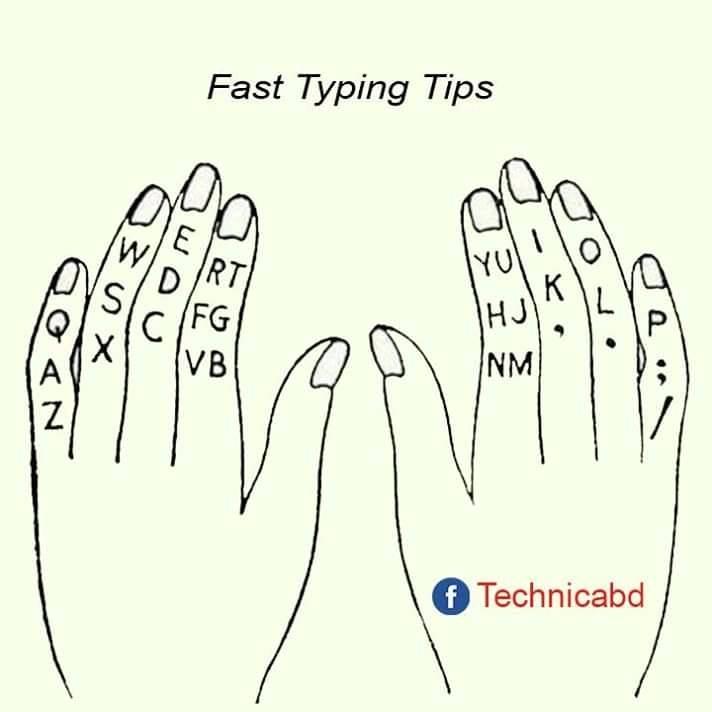 Fast Typing Tips
Q
A
Z
W
S
X
E
D
C
RT
FG
VB
YU
HJ
NM
I
K
,
O
L
.
P
;
/
f Technicabd